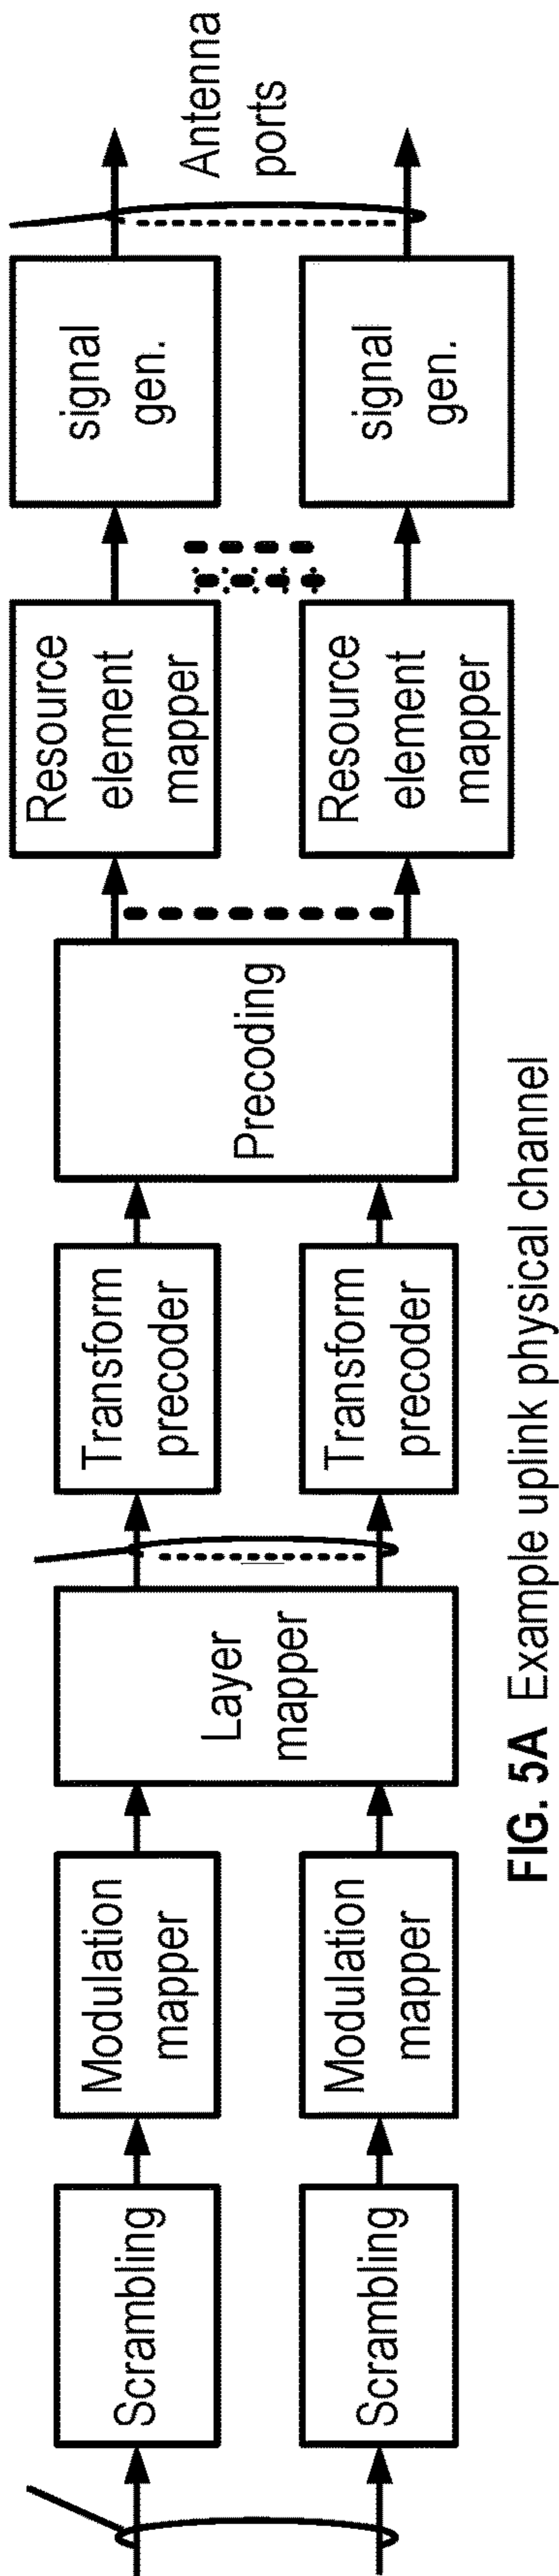 Scrambling
Scrambling
Modulation
mapper
Modulation
mapper
Layer
mapper
Transform
precoder
Transform
precoder
Precoding
Resource
element
mapper
Resource
element
mapper
signal
gen.
signal
gen.
Antenna
ports
FIG. 5A Example uplink physical channel